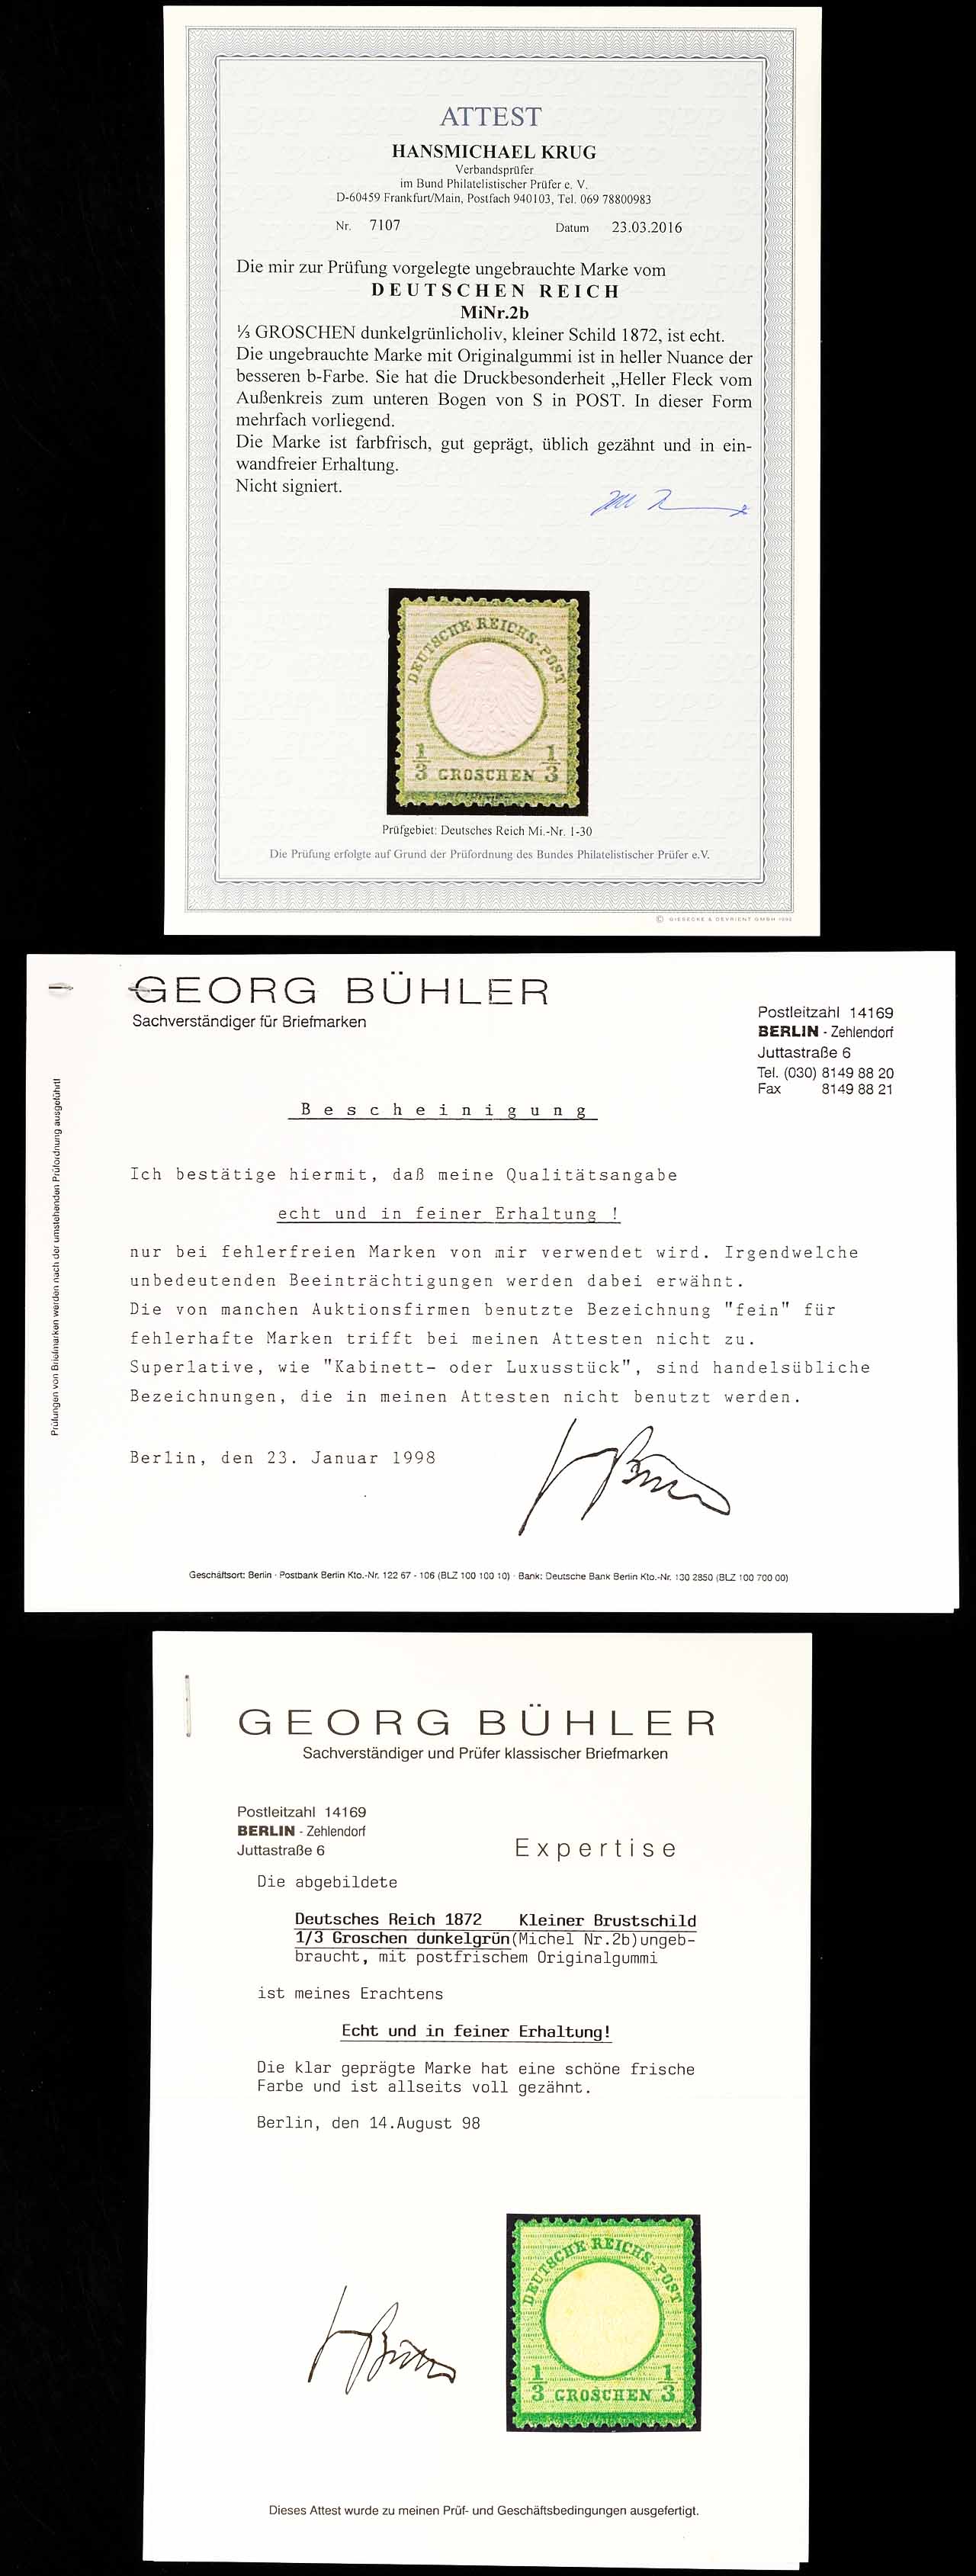 ATTEST
HANSMICHAEL KRUG
Verbandsprüfer
im Bund Philatelistischer Prüfer e. V.
D-60459 Frankfurt/Main, Postfach 940103, Tel. 069 78800983
Nr. 7107 Datum 23.03.2016
Die mir zur Prüfung vorgelegte ungebrauchte Marke vom
DEUTSCHEN REICH
MiNr.2b
⅓ GROSCHEN dunkelgrünlicholiv, kleiner Schild 1872, ist echt.
Die ungebrauchte Marke mit Originalgummi ist in heller Nuance der
besseren b-Farbe. Sie hat die Druckbesonderheit „Heller Fleck vom
Außenkreis zum unteren Bogen von S in POST. In dieser Form
mehrfach vorliegend.
Die Marke ist farbfrisch, gut geprägt, üblich gezähnt und in ein-
wandfreier Erhaltung.
Nicht signiert.
DEUTSCHE REICHS-POST
1/3 GROSCHEN 1/3
Prüfgebiet: Deutsches Reich Mi.-Nr. 1-30
Die Prüfung erfolgte auf Grund der Prüfordnung des Bundes Philatelistischer Prüfer e.V.
© GIESECKE & DEVRIENT GMBH
GEORG BÜHLER
Sachverständiger für Briefmarken
Postleitzahl 14169
BERLIN - Zehlendorf
Juttastraße 6
Tel. (030) 8149 88 20
Fax 8149 88 21
Prüfungen von Briefmarken werden nach der umstehenden Prüfordnung ausgeführt!
Bescheinigung
Ich bestätige hiermit, daß meine Qualitätsangabe
echt und in feiner Erhaltung !
nur bei fehlerfreien Marken von mir verwendet wird. Irgendwelche
unbedeutenden Beeinträchtigungen werden dabei erwähnt.
Die von manchen Auktionsfirmen benutzte Bezeichnung "fein" für
fehlerhafte Marken trifft bei meinen Attesten nicht zu.
Superlative, wie "Kabinett- oder Luxusstück", sind handelsübliche
Bezeichnungen, die in meinen Attesten nicht benutzt werden.
Berlin, den 23. Januar 1998
Geschäftsort: Berlin · Postbank Berlin Kto.-Nr. 122 67 - 106 (BLZ 100 100 10) · Bank: Deutsche Bank Berlin Kto.-Nr. 130 2850 (BLZ 100 700 00)
GEORG BÜHLER
Sachverständiger und Prüfer klassischer Briefmarken
Postleitzahl 14169
BERLIN - Zehlendorf
Juttastraße 6
Expertise
Die abgebildete
Deutsches Reich 1872 Kleiner Brustschild
1/3 Groschen dunkelgrün(Michel Nr.2b)ungeb-
braucht, mit postfrischem Originalgummi
ist meines Erachtens
Echt und in feiner Erhaltung!
Die klar geprägte Marke hat eine schöne frische
Farbe und ist allseits voll gezähnt.
Berlin, den 14.August 98
DEUTSCHE REICHS-POST
1/3 GROSCHEN 1/3
Dieses Attest wurde zu meinen Prüf- und Geschäftsbedingungen ausgefertigt.